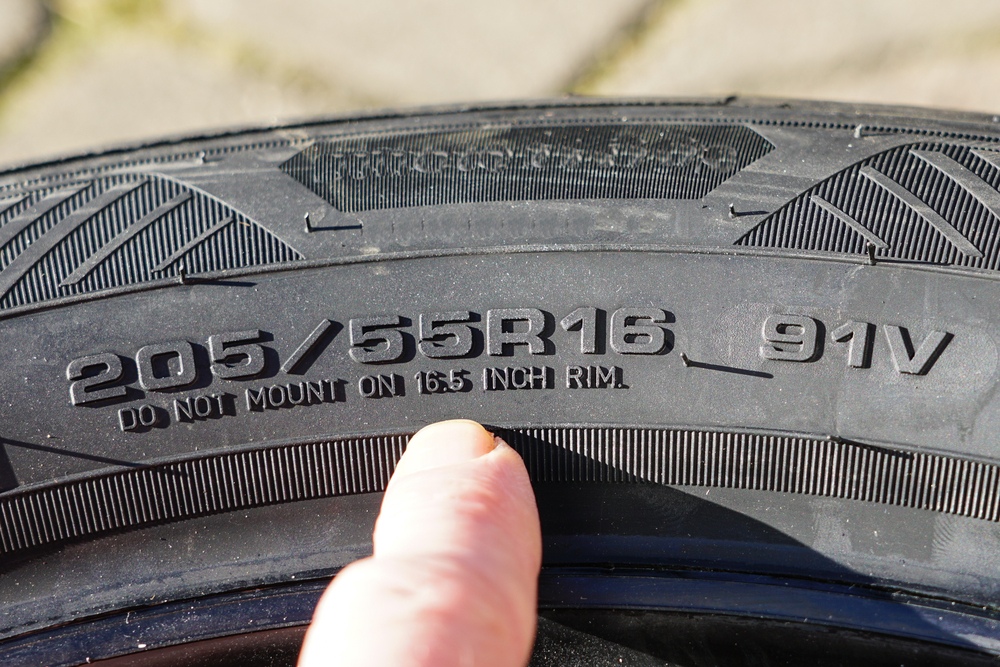 205/55R16 91V
DO NOT MOUNT ON 16.5 INCH RIM.